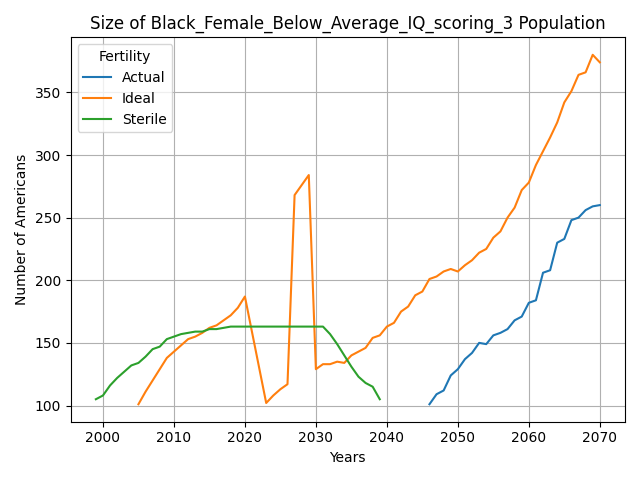 Size of Black_Female_Below_Average_IQ_scoring_3 Population
Fertility
Actual
Ideal
Sterile
Number of Americans
350
300
250
200
150
100
2000 2010 2020 2030 2040 2050 2060 2070
Years